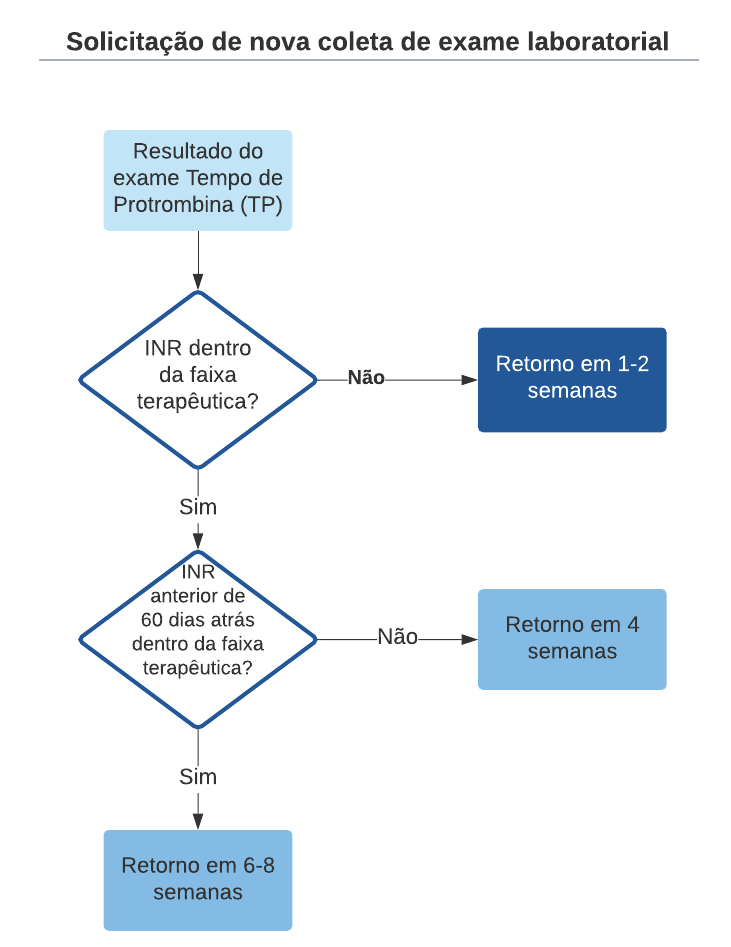 Solicitação de nova coleta de exame laboratorial
Resultado do
exame Tempo de
Protrombina (TP)
INR dentro
da faixa
terapêutica?
Não
Retorno em 1-2
semanas
Sim
INR
anterior de
60 dias atrás
dentro da faixa
terapêutica?
Não
Retorno em 4
semanas
Sim
Retorno em 6-8
semanas